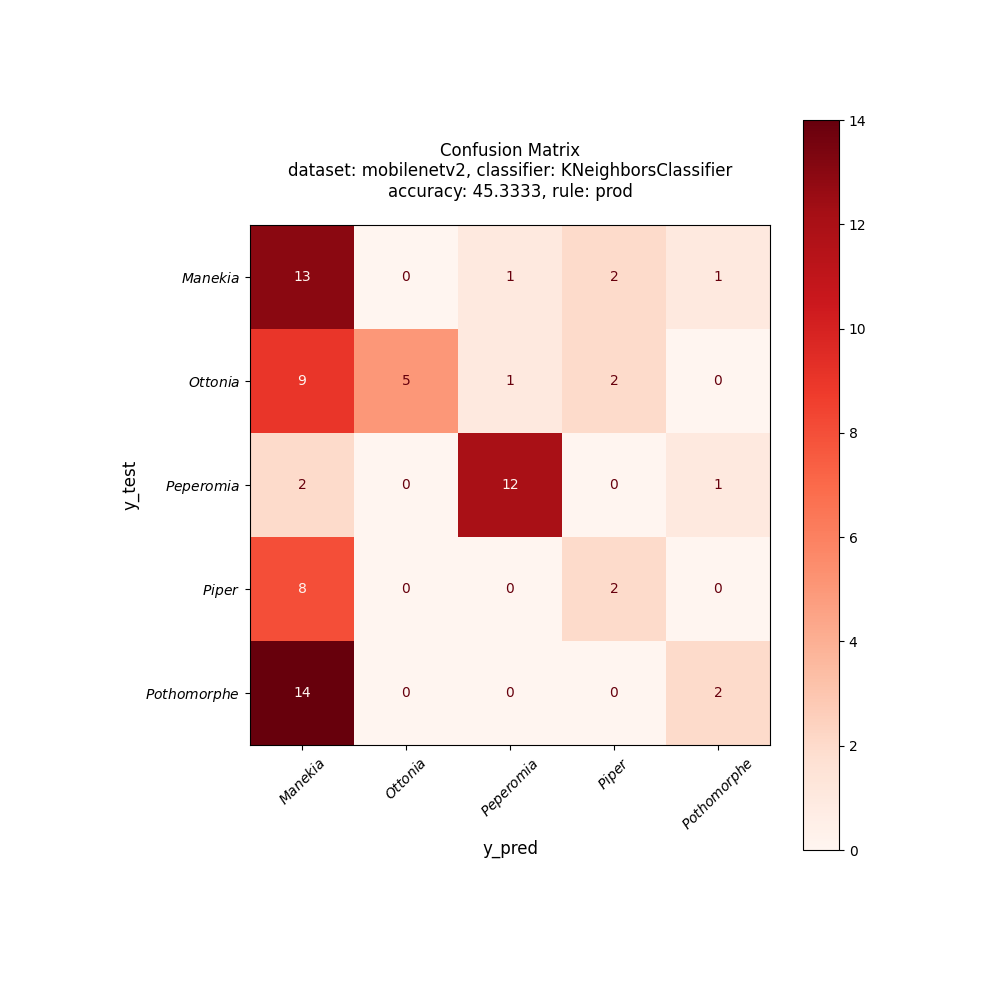 Confusion Matrix
dataset: mobilenetv2, classifier: KNeighborsClassifier
accuracy: 45.3333, rule: prod
y_test
Manekia 13 0 1 2 1
Ottonia 9 5 1 2 0
Peperomia 2 0 12 0 1
Piper 8 0 0 2 0
Pothomorphe 14 0 0 0 2
Manekia Ottonia Peperomia Piper Pothomorphe
y_pred
14
12
10
8
6
4
2
0